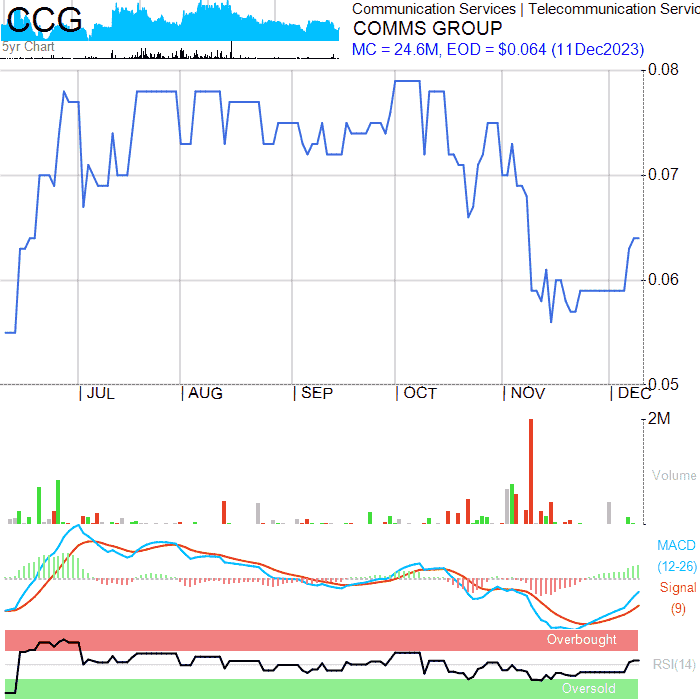 CCG
5yr Chart
Communication Services | Telecommunication Servic
COMMS GROUP
MC = 24.6M, EOD = $0.064 (11Dec2023)
0.08
0.07
0.06
0.05
| JUL | AUG | SEP | OCT | NOV | DEC
2M
Volume
MACD
(12-26)
Signal
(9)
Overbought
RSI(14)
Oversold